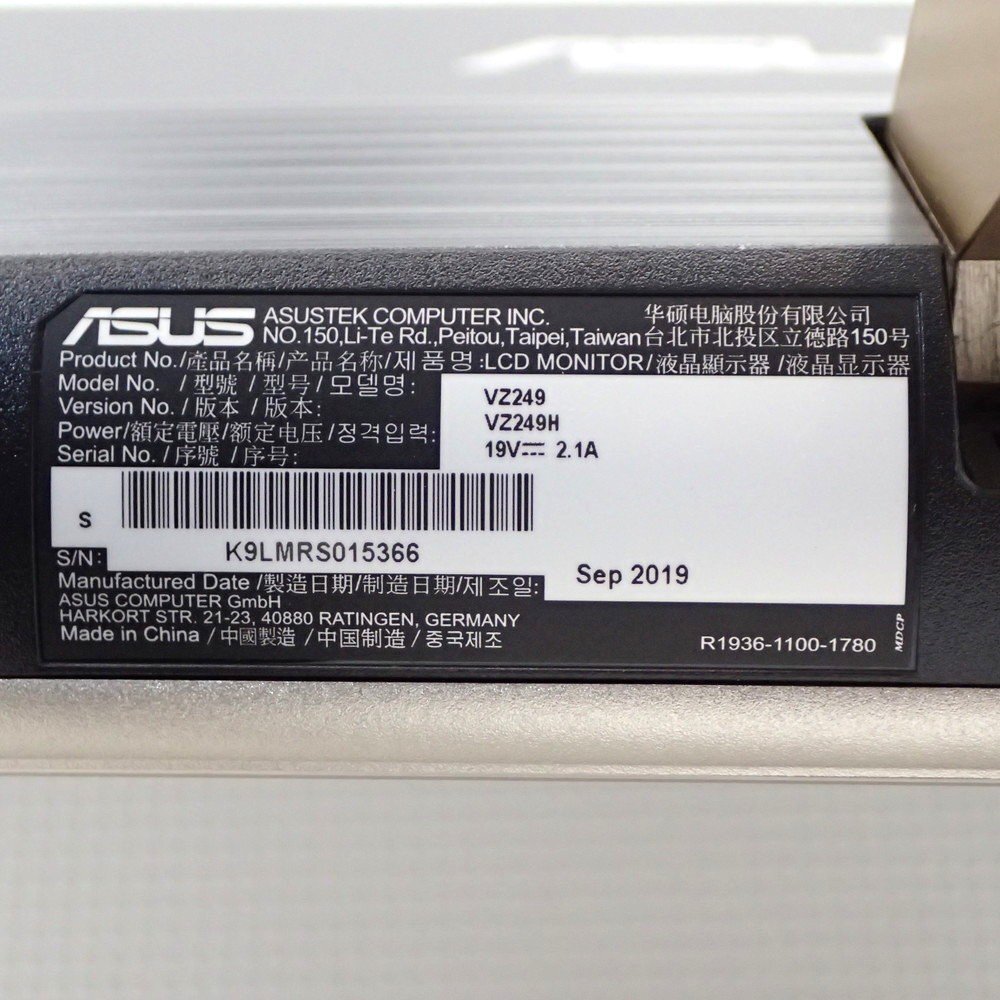 ASUS
ASUSTEK COMPUTER INC. 华硕电脑股份有限公司
NO.150,Li-Te Rd.,Peitou,Taipei,Taiwan 台北市北投区立德路150号
Product No./產品名稱/产品名称/제품명:LCD MONITOR/液晶顯示器/液晶显示器
Model No. /型號 /型号/모델명: VZ249
Version No. /版本 /版本: VZ249H
Power/額定電壓/额定电压/정격입력: 19V⎓ 2.1A
Serial No. /序號 /序号:
S
S/N: K9LMRS015366
Manufactured Date /製造日期/制造日期/제조일: Sep 2019
ASUS COMPUTER GmbH
HARKORT STR. 21-23, 40880 RATINGEN, GERMANY
Made in China /中國製造 /中国制造 /중국제조
R1936-1100-1780
MDCP